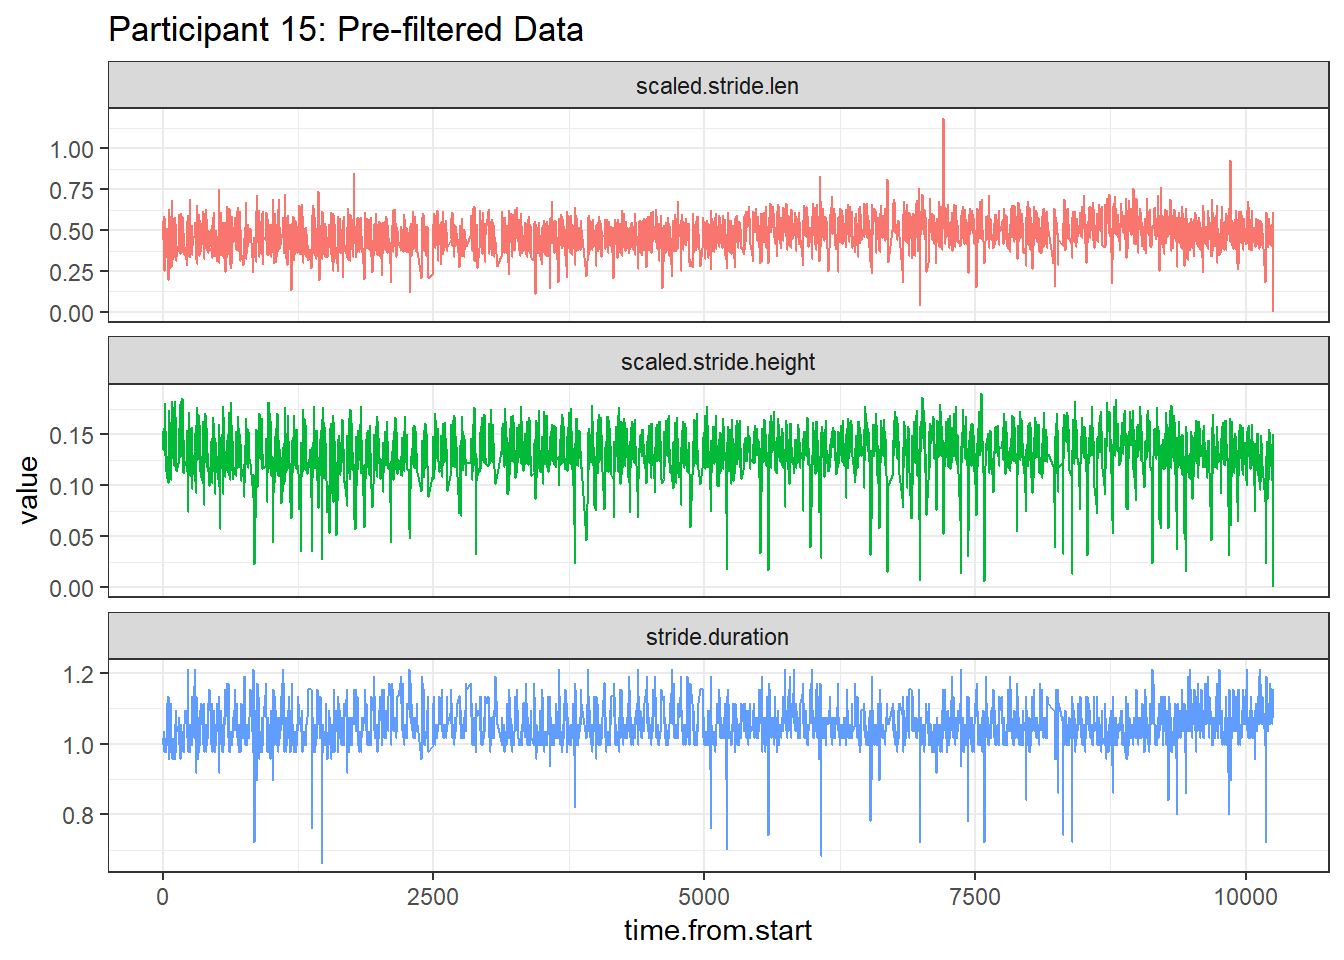 Participant 15: Pre-filtered Data
scaled.stride.len
1.00
0.75
0.50
0.25
0.00
scaled.stride.height
0.15
0.10
0.05
0.00
value
stride.duration
1.2
1.0
0.8
0 2500 5000 7500 10000
time.from.start